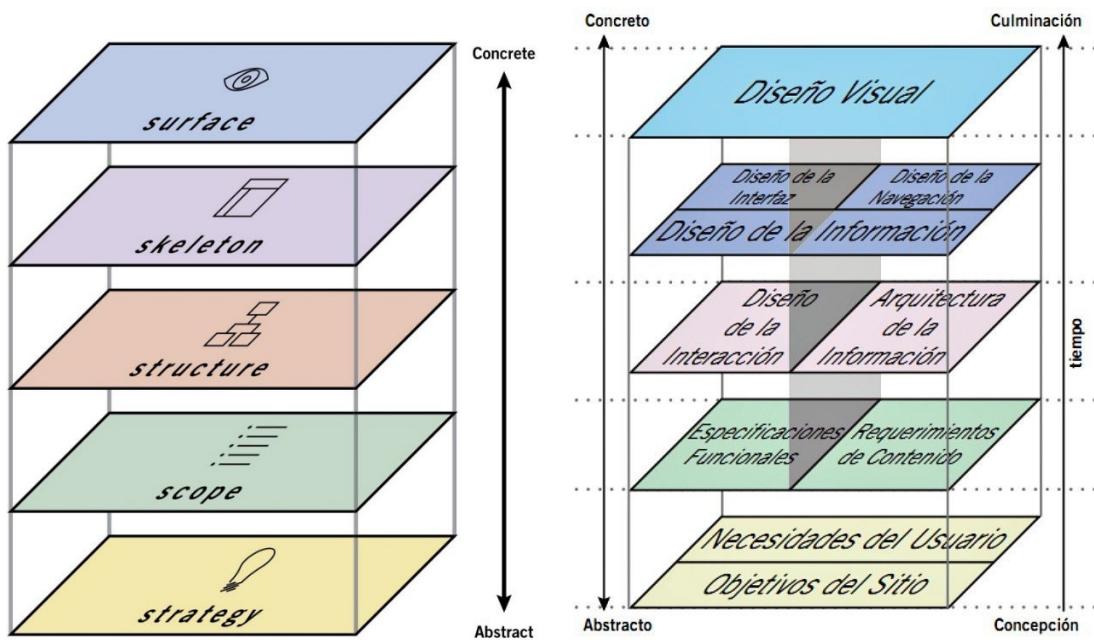 Concrete
surface
skeleton
structure
scope
strategy
Abstract
Concreto
Culminación
Diseño Visual
Diseño de la
Interfaz
Diseño de la
Navegación
Diseño de la Información
Diseño
de la
Interacción
Arquitectura
de la
Información
tiempo
Especificaciones
Funcionales
Requerimientos
de Contenido
Necesidades del Usuario
Objetivos del Sitio
Abstracto
Concepción